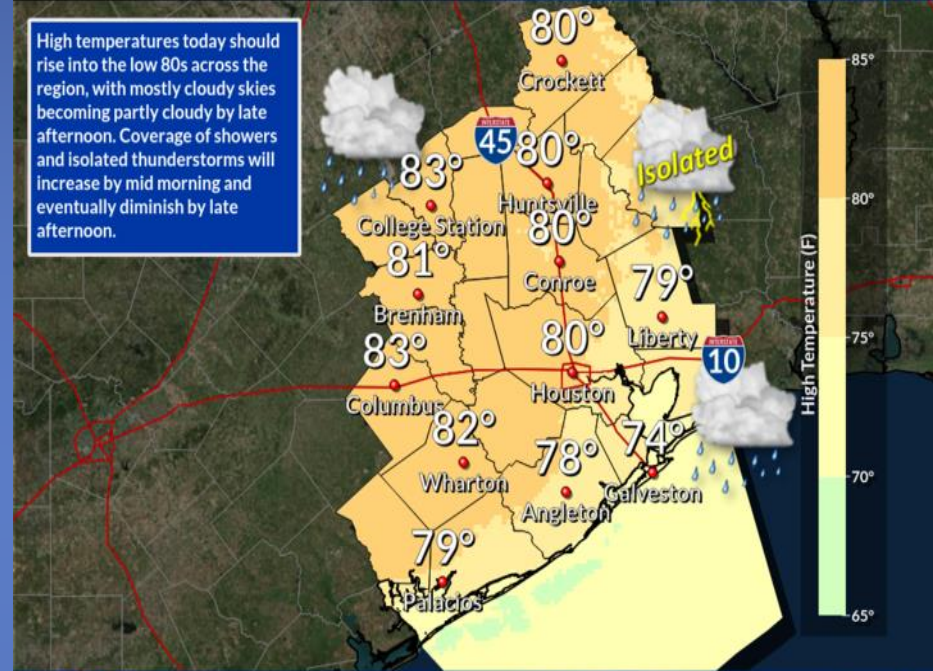 High temperatures today should
rise into the low 80s across the
region, with mostly cloudy skies
becoming partly cloudy by late
afternoon. Coverage of showers
and isolated thunderstorms will
increase by mid morning and
eventually diminish by late
afternoon.
80°
Crockett
INTERSTATE
45
80°
Huntsville
Isolated
83°
College Station
80°
Conroe
81°
Brenham
79°
Liberty
83°
Columbus
80°
Houston
INTERSTATE
10
82°
Wharton
78°
Angleton
74°
Galveston
79°
Palacios
High Temperature (F)
85°
80°
75°
70°
65°